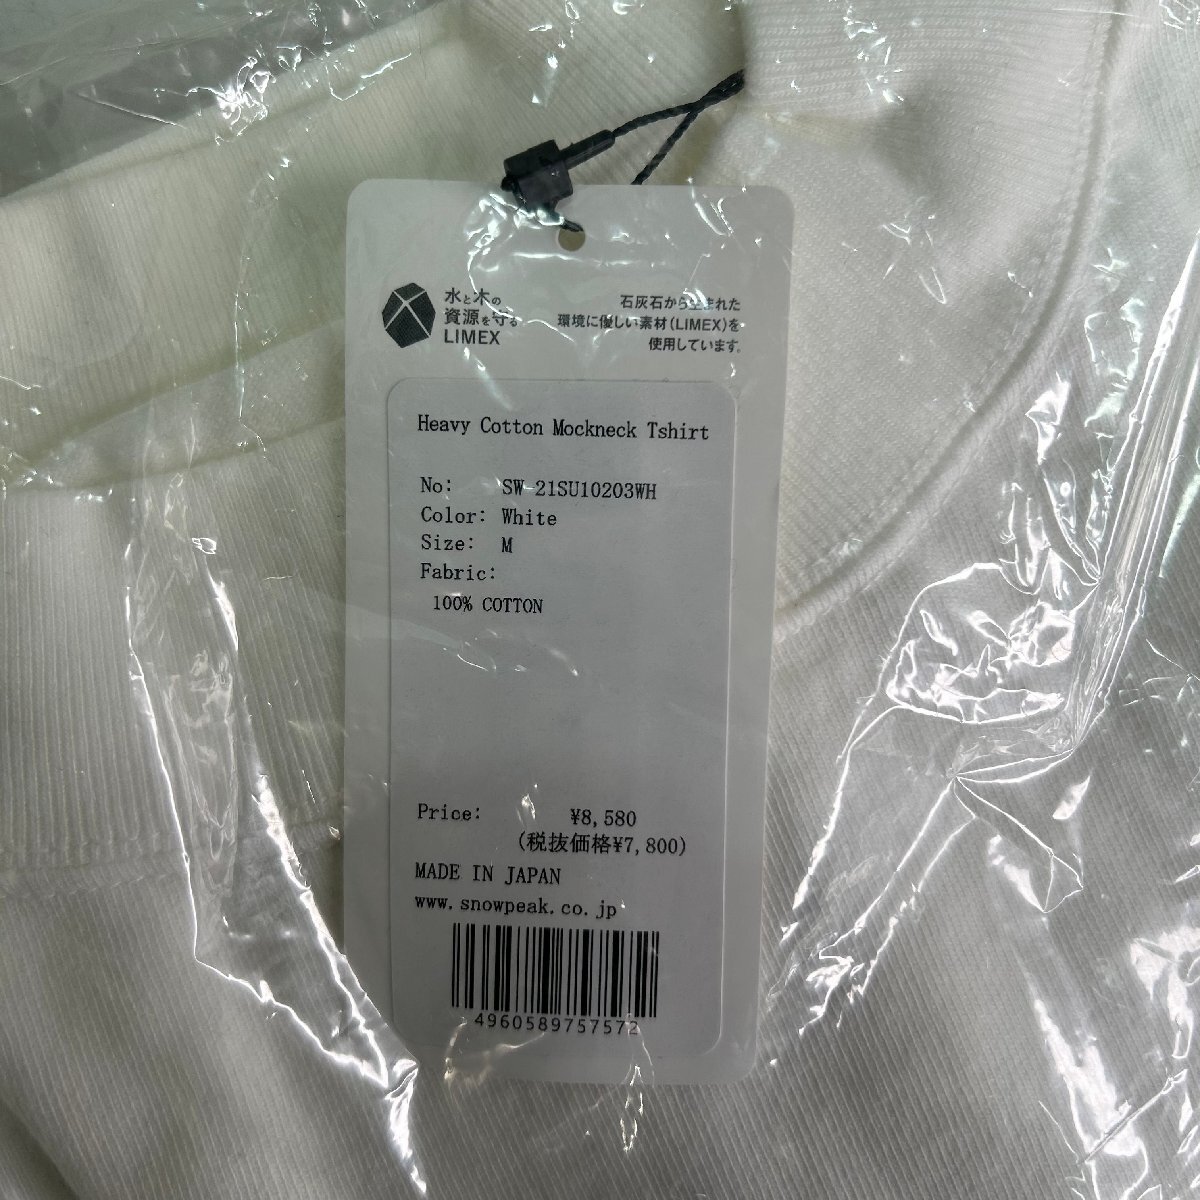 水と木の
資源を守る
LIMEX
石灰石から生まれた
環境に優しい素材(LIMEX)を
使用しています。
Heavy Cotton Mockneck Tshirt
No: SW-21SU10203WH
Color: White
Size: M
Fabric:
100% COTTON
Price: ¥8,580
(税抜価格¥7,800)
MADE IN JAPAN
www.snowpeak.co.jp
4960589757572